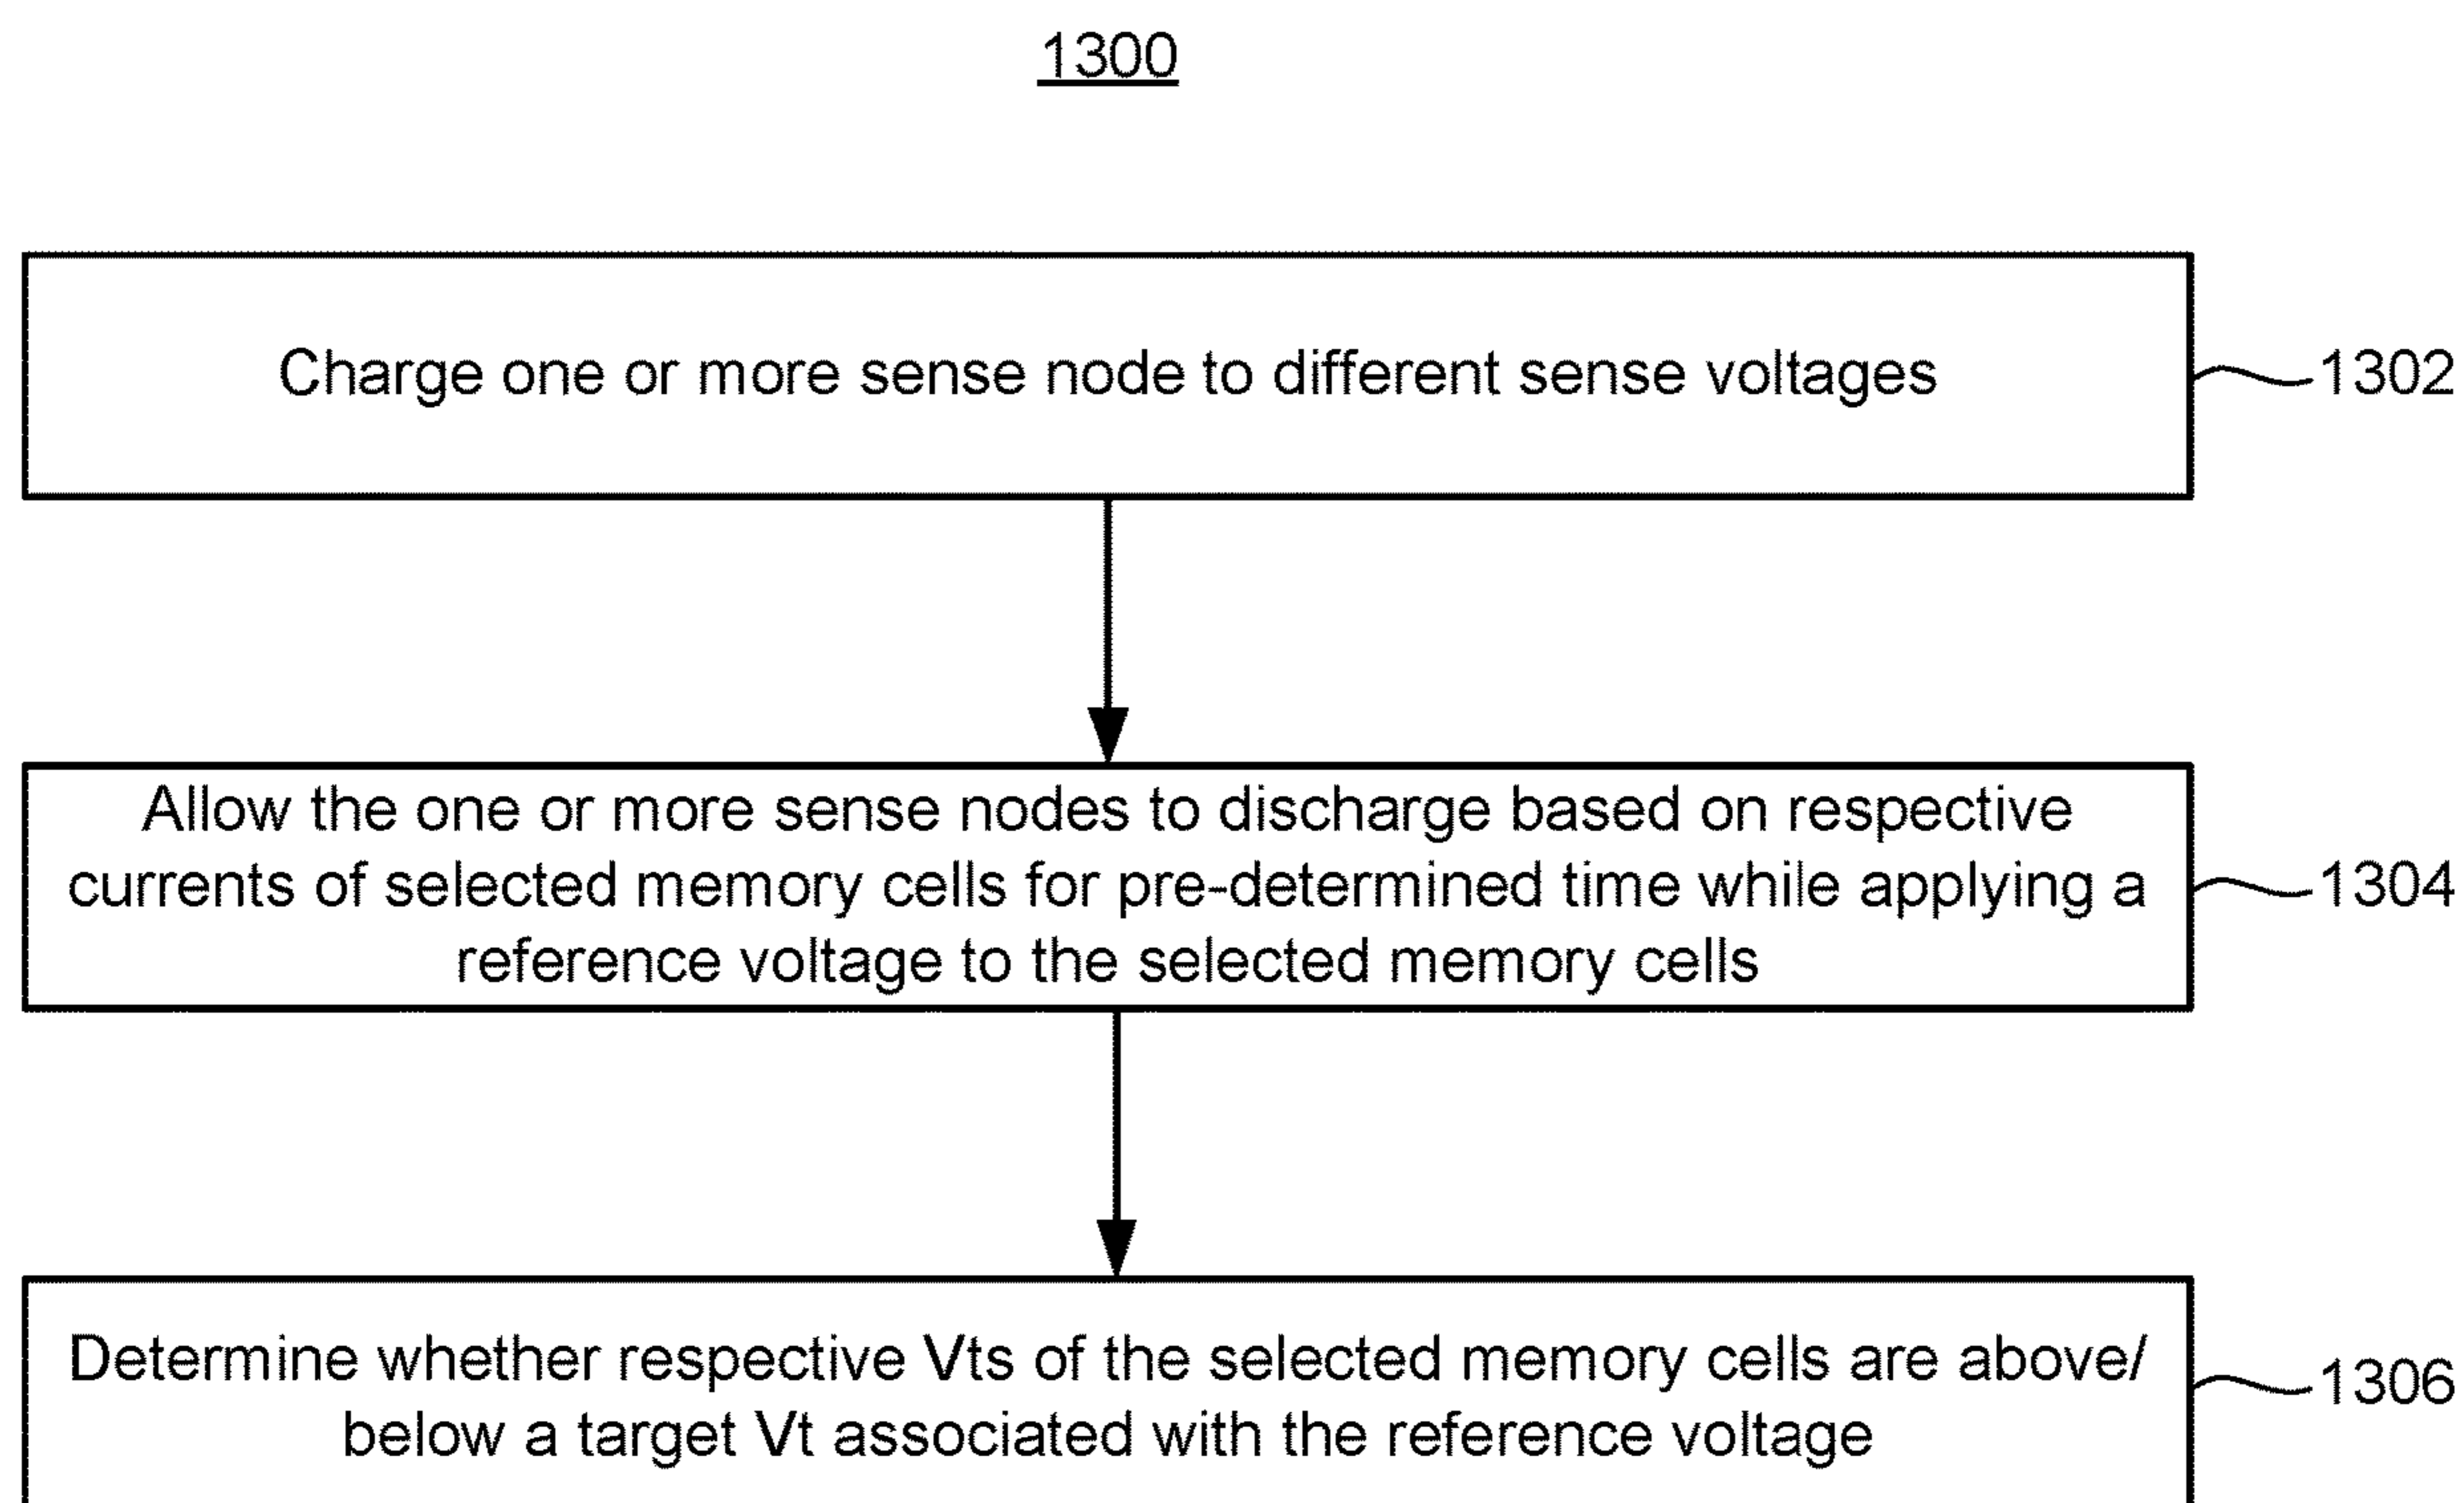 1300
Charge one or more sense node to different sense voltages
1302
Allow the one or more sense nodes to discharge based on respective
currents of selected memory cells for pre-determined time while applying a
reference voltage to the selected memory cells
1304
Determine whether respective Vts of the selected memory cells are above/
below a target Vt associated with the reference voltage
1306